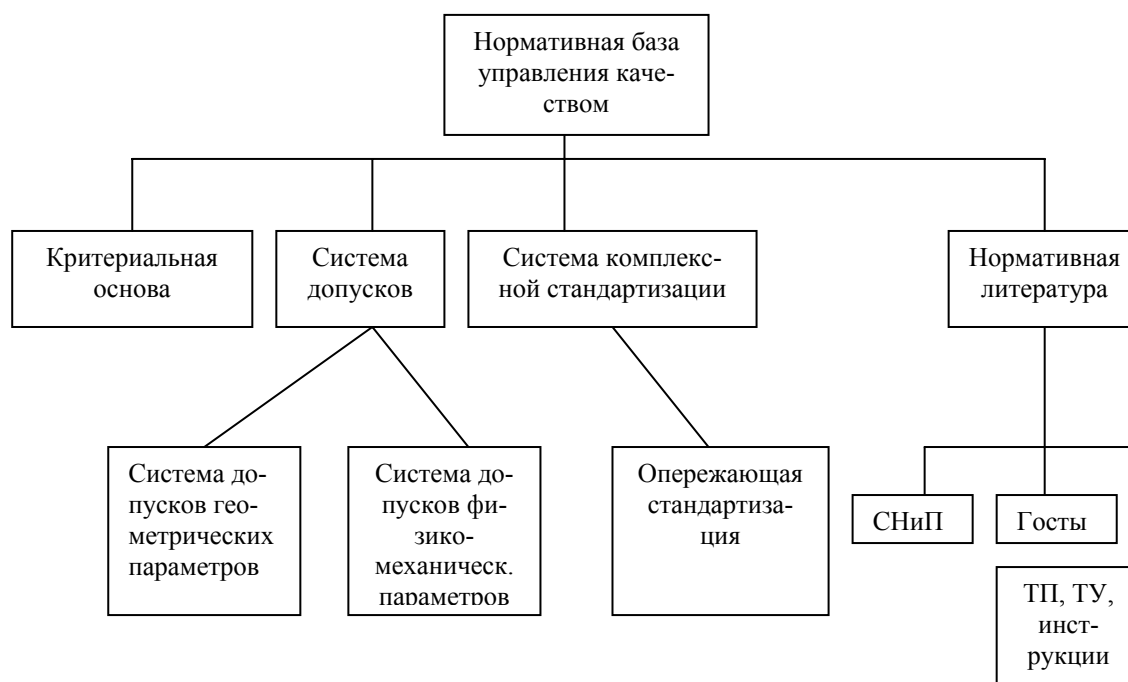 Нормативная база
управления каче-
ством
Критериальная
основа
Система
допусков
Система комплекс-
ной стандартизации
Нормативная
литература
Система до-
пусков гео-
метрических
параметров
Система до-
пусков фи-
зико-
механическ.
параметров
Опережающая
стандартиза-
ция
СНиП
Госты
ТП, ТУ,
инст-
рукции